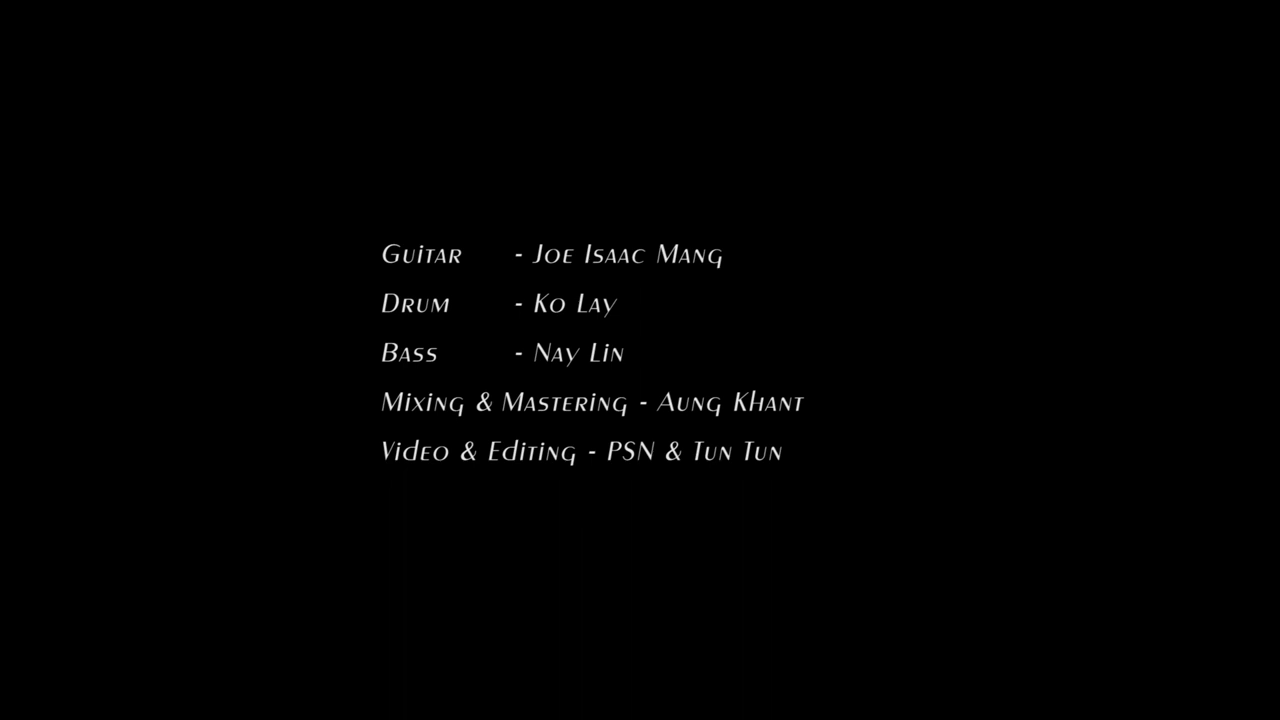 Guitar - Joe Isaac Mang
Drum - Ko Lay
Bass - Nay Lin
Mixing & Mastering - Aung Khant
Video & Editing - PSN & Tun Tun